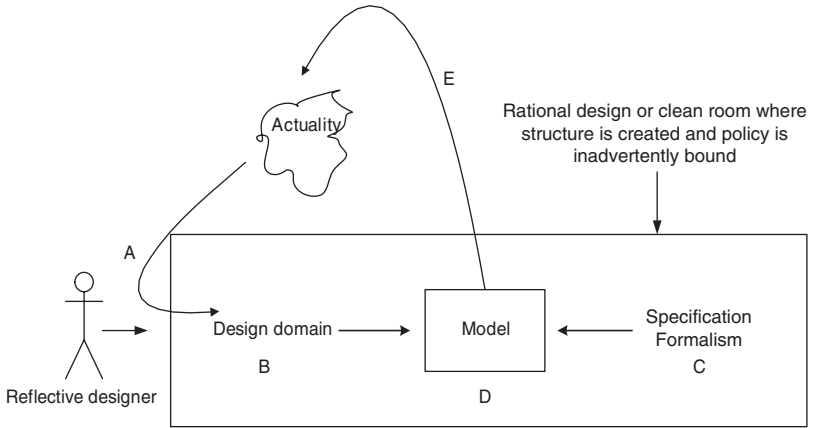 E
Actuality
Rational design or clean room where
structure is created and policy is
inadvertently bound
A
Design domain
Model
Specification
Formalism
B
C
D
Reflective designer